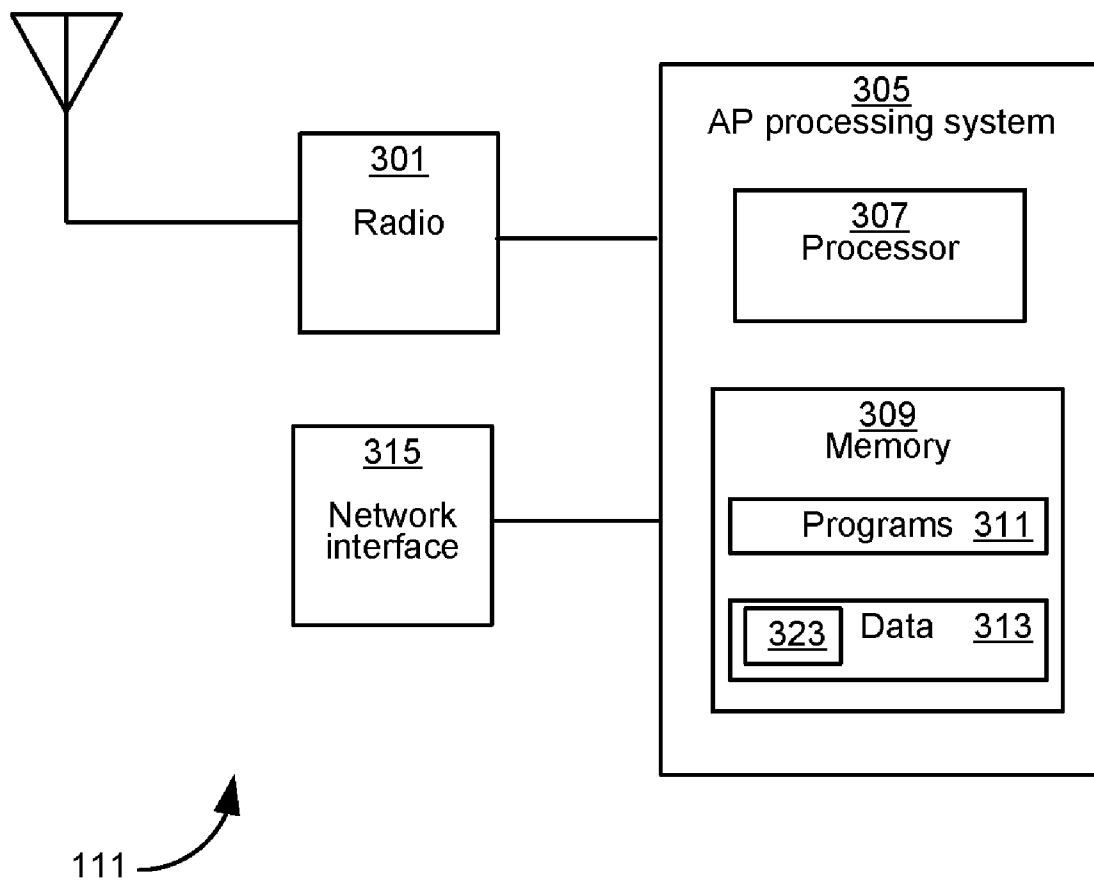 305
AP processing system
301
Radio
307
Processor
309
Memory
315
Network
interface
Programs 311
323 Data 313
111